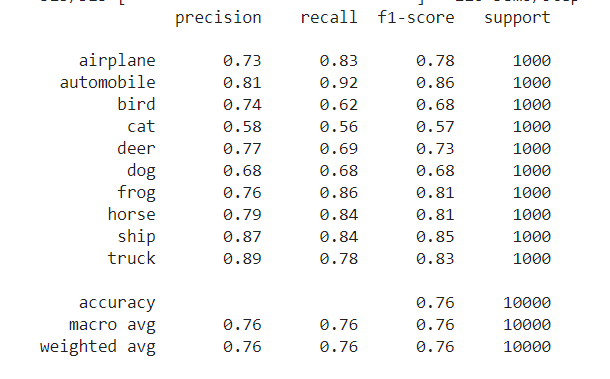 precision recall f1-score support
airplane 0.73 0.83 0.78 1000
automobile 0.81 0.92 0.86 1000
bird 0.74 0.62 0.68 1000
cat 0.58 0.56 0.57 1000
deer 0.77 0.69 0.73 1000
dog 0.68 0.68 0.68 1000
frog 0.76 0.86 0.81 1000
horse 0.79 0.84 0.81 1000
ship 0.87 0.84 0.85 1000
truck 0.89 0.78 0.83 1000
accuracy 0.76 10000
macro avg 0.76 0.76 0.76 10000
weighted avg 0.76 0.76 0.76 10000